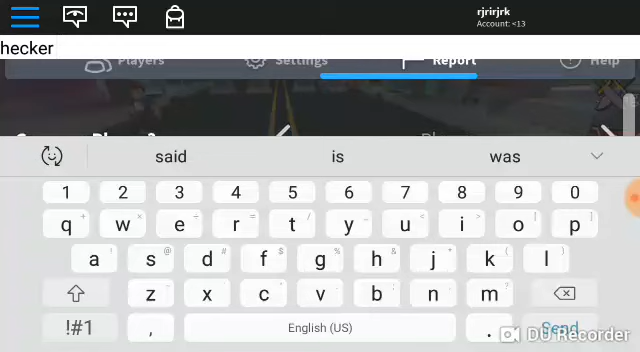 rjrirjrk
Account: <13
hecker
Players Settings Report Help
said is was
1 2 3 4 5 6 7 8 9 0
q w e r t y u i o p
a s d f g h j k l
z x c v b n m
!#1 , English (US) . Send
DU Recorder